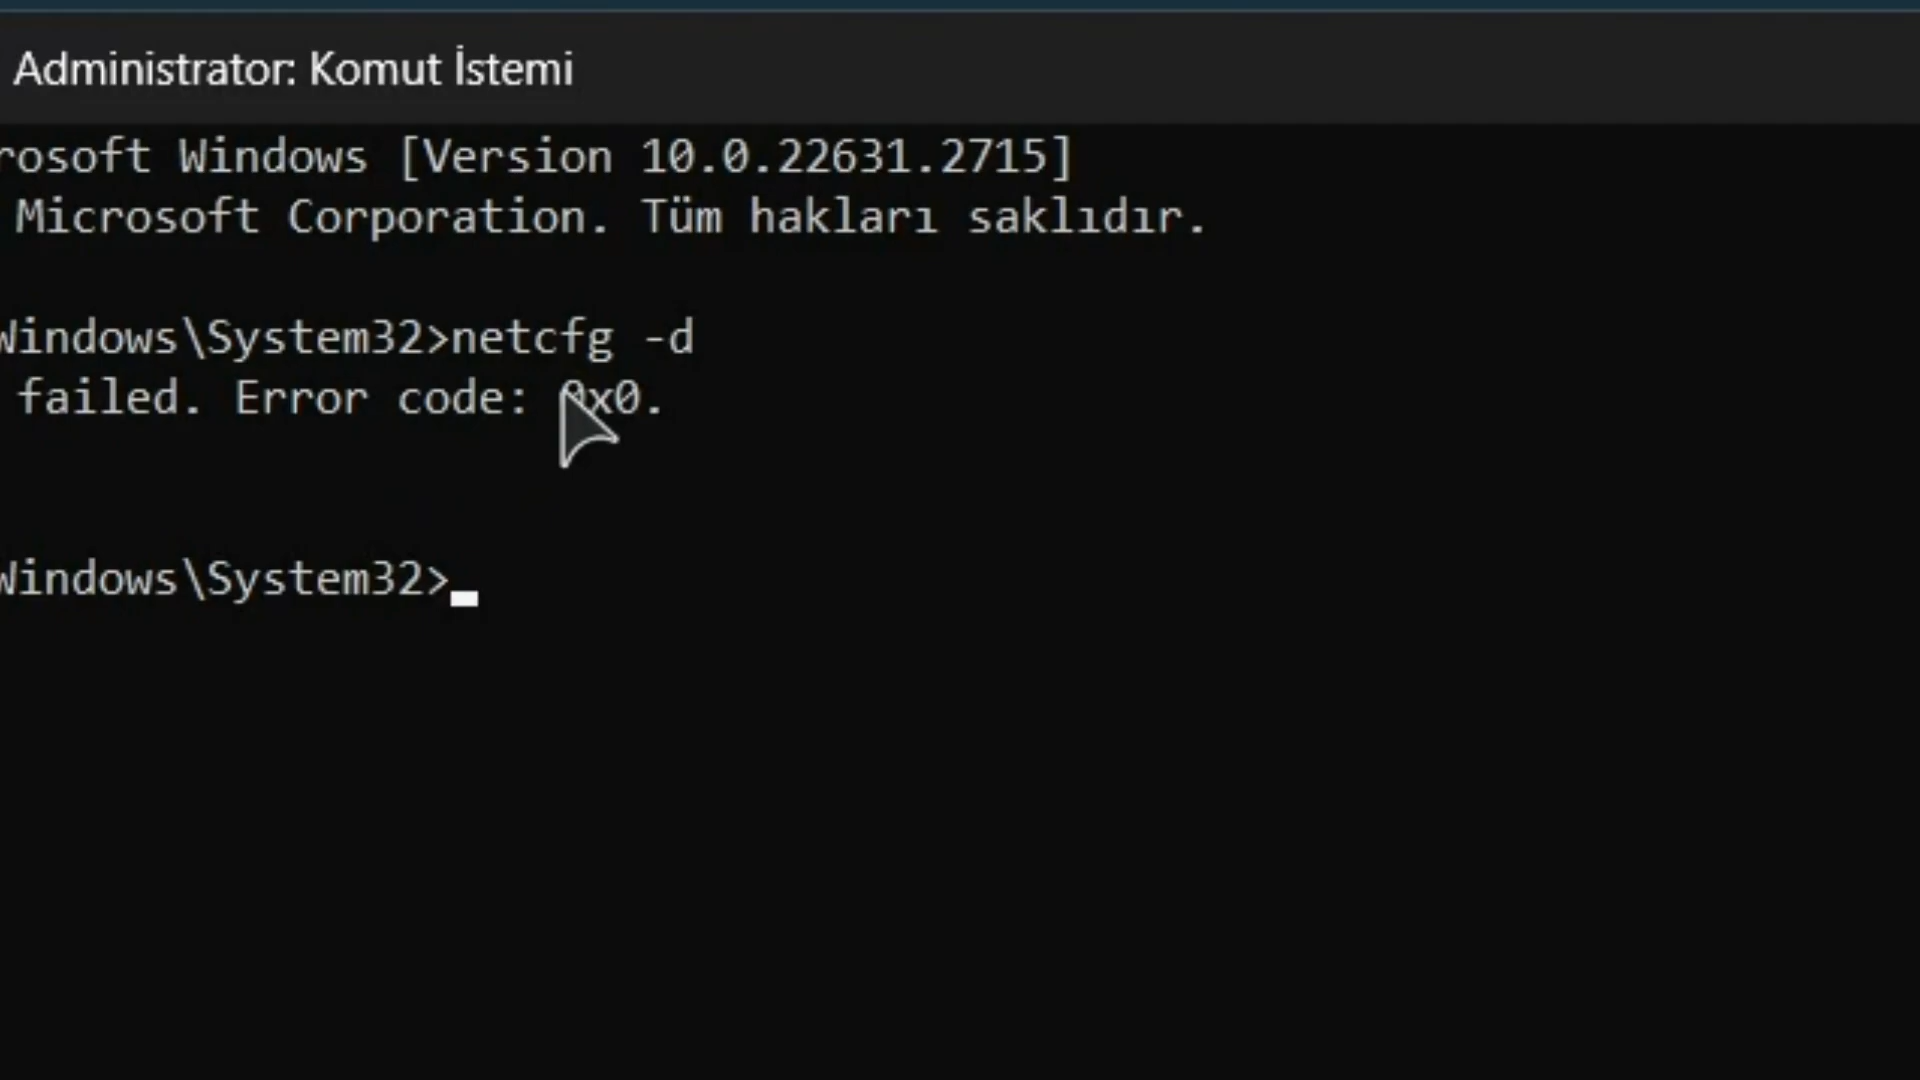 Administrator: Komut İstemi
rosoft Windows [Version 10.0.22631.2715]
Microsoft Corporation. Tüm hakları saklıdır.
Windows\System32>netcfg -d
failed. Error code: 0x0.
Windows\System32>